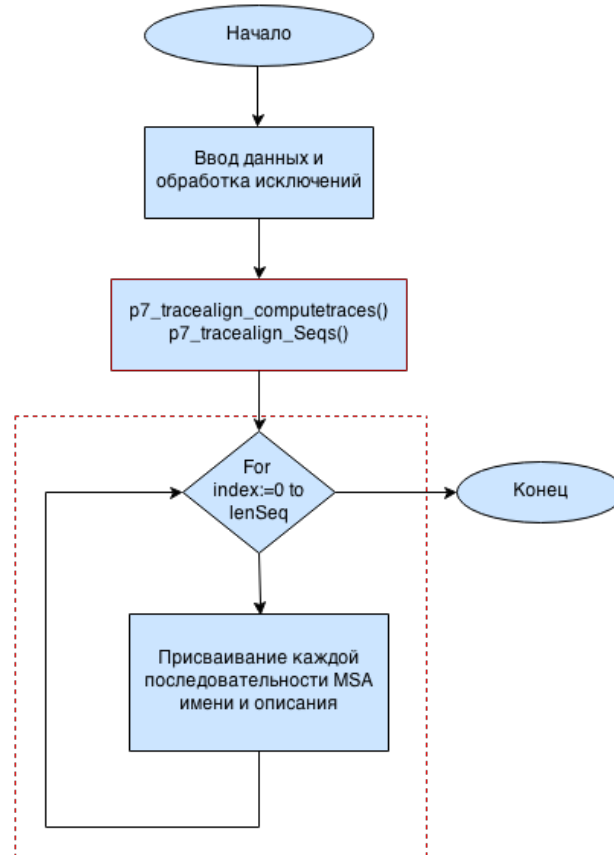 Начало
Ввод данных и
обработка исключений
p7_tracealign_computetraces()
p7_tracealign_Seqs()
For
index:=0 to
lenSeq
Конец
Присваивание каждой
последовательности MSA
имени и описания